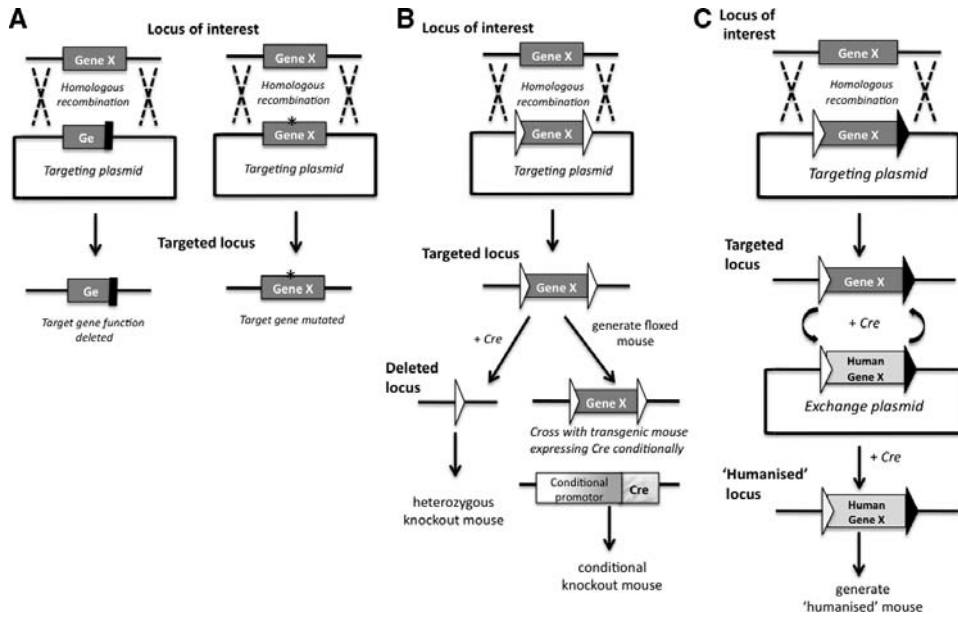 A
Locus of interest
Gene X
Gene X
Homologous
recombination
Homologous
recombination
Ge
*
Gene X
Targeting plasmid
Targeting plasmid
Targeted locus
Ge
*
Gene X
Target gene function
deleted
Target gene mutated
B
Locus of interest
Gene X
Homologous
recombination
Gene X
Targeting plasmid
Targeted locus
Gene X
+ Cre
generate floxed
mouse
Deleted
locus
Gene X
Cross with transgenic mouse
expressing Cre conditionally
Conditional
promotor
Cre
heterozygous
knockout mouse
conditional
knockout mouse
C
Locus of
interest
Gene X
Homologous
recombination
Gene X
Targeting plasmid
Targeted
locus
Gene X
+ Cre
Human
Gene X
Exchange plasmid
+ Cre
'Humanised'
locus
Human
Gene X
generate
'humanised' mouse